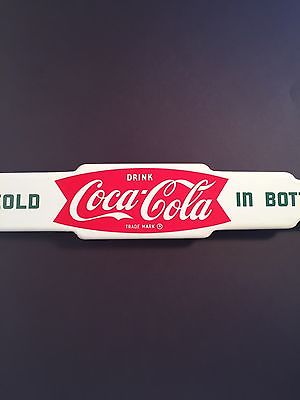 DRINK
COLD Coca-Cola IN BOTT
TRADE MARK ®